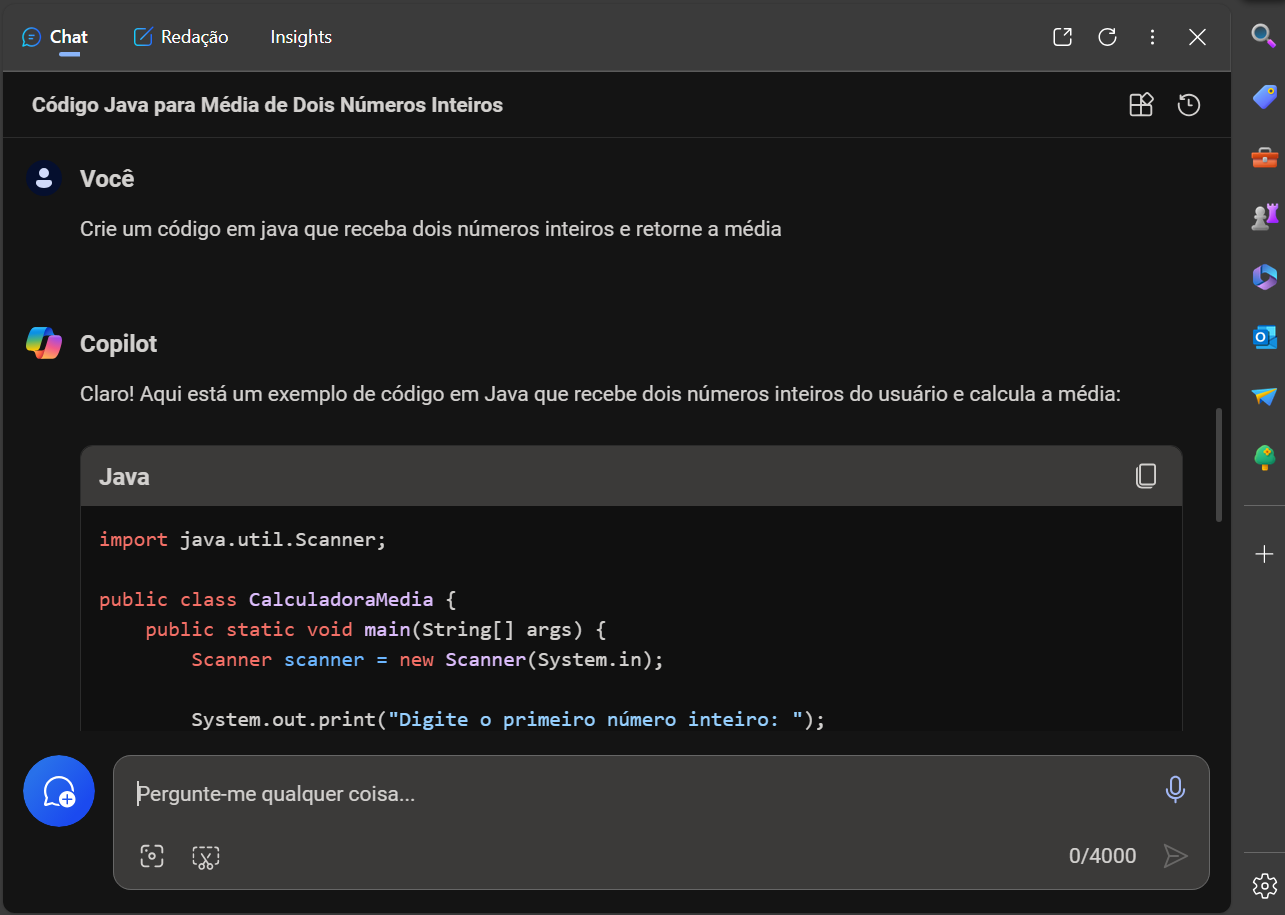 Chat Redação Insights
Código Java para Média de Dois Números Inteiros
Você
Crie um código em java que receba dois números inteiros e retorne a média
Copilot
Claro! Aqui está um exemplo de código em Java que recebe dois números inteiros do usuário e calcula a média:
Java
import java.util.Scanner;
public class CalculadoraMedia {
    public static void main(String[] args) {
        Scanner scanner = new Scanner(System.in);
        System.out.print("Digite o primeiro número inteiro: ");
Pergunte-me qualquer coisa...
0/4000